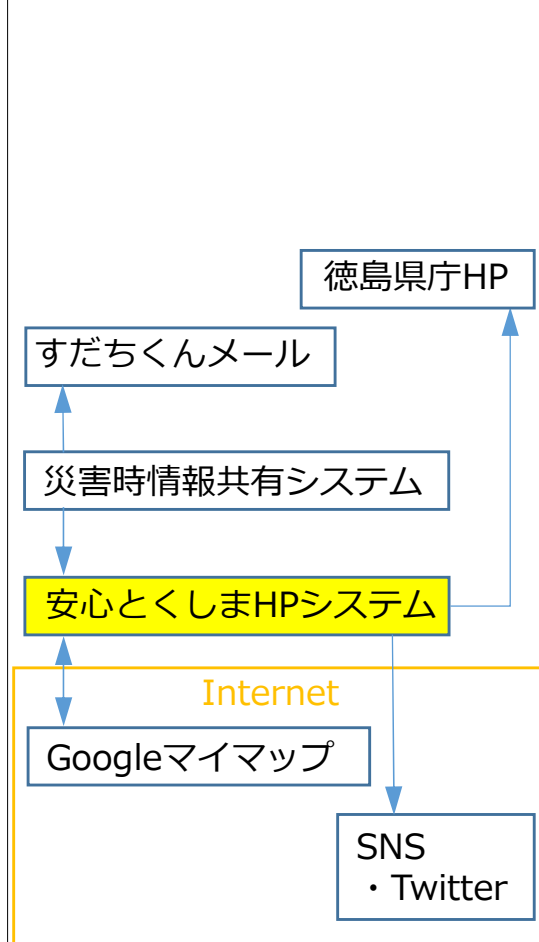 徳島県庁HP
すだちくんメール
災害時情報共有システム
安心とくしまHPシステム
Internet
Googleマイマップ
SNS
・Twitter